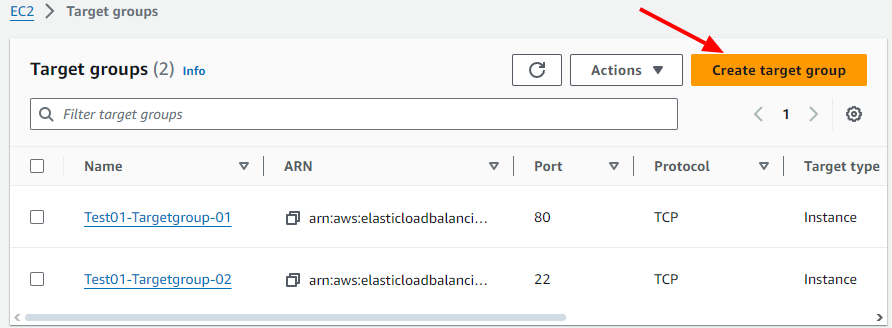 EC2 > Target groups
Target groups (2) Info
Actions
Create target group
Filter target groups
1
Name ARN Port Protocol Target type
Test01-Targetgroup-01 arn:aws:elasticloadbalanci... 80 TCP Instance
Test01-Targetgroup-02 arn:aws:elasticloadbalanci... 22 TCP Instance